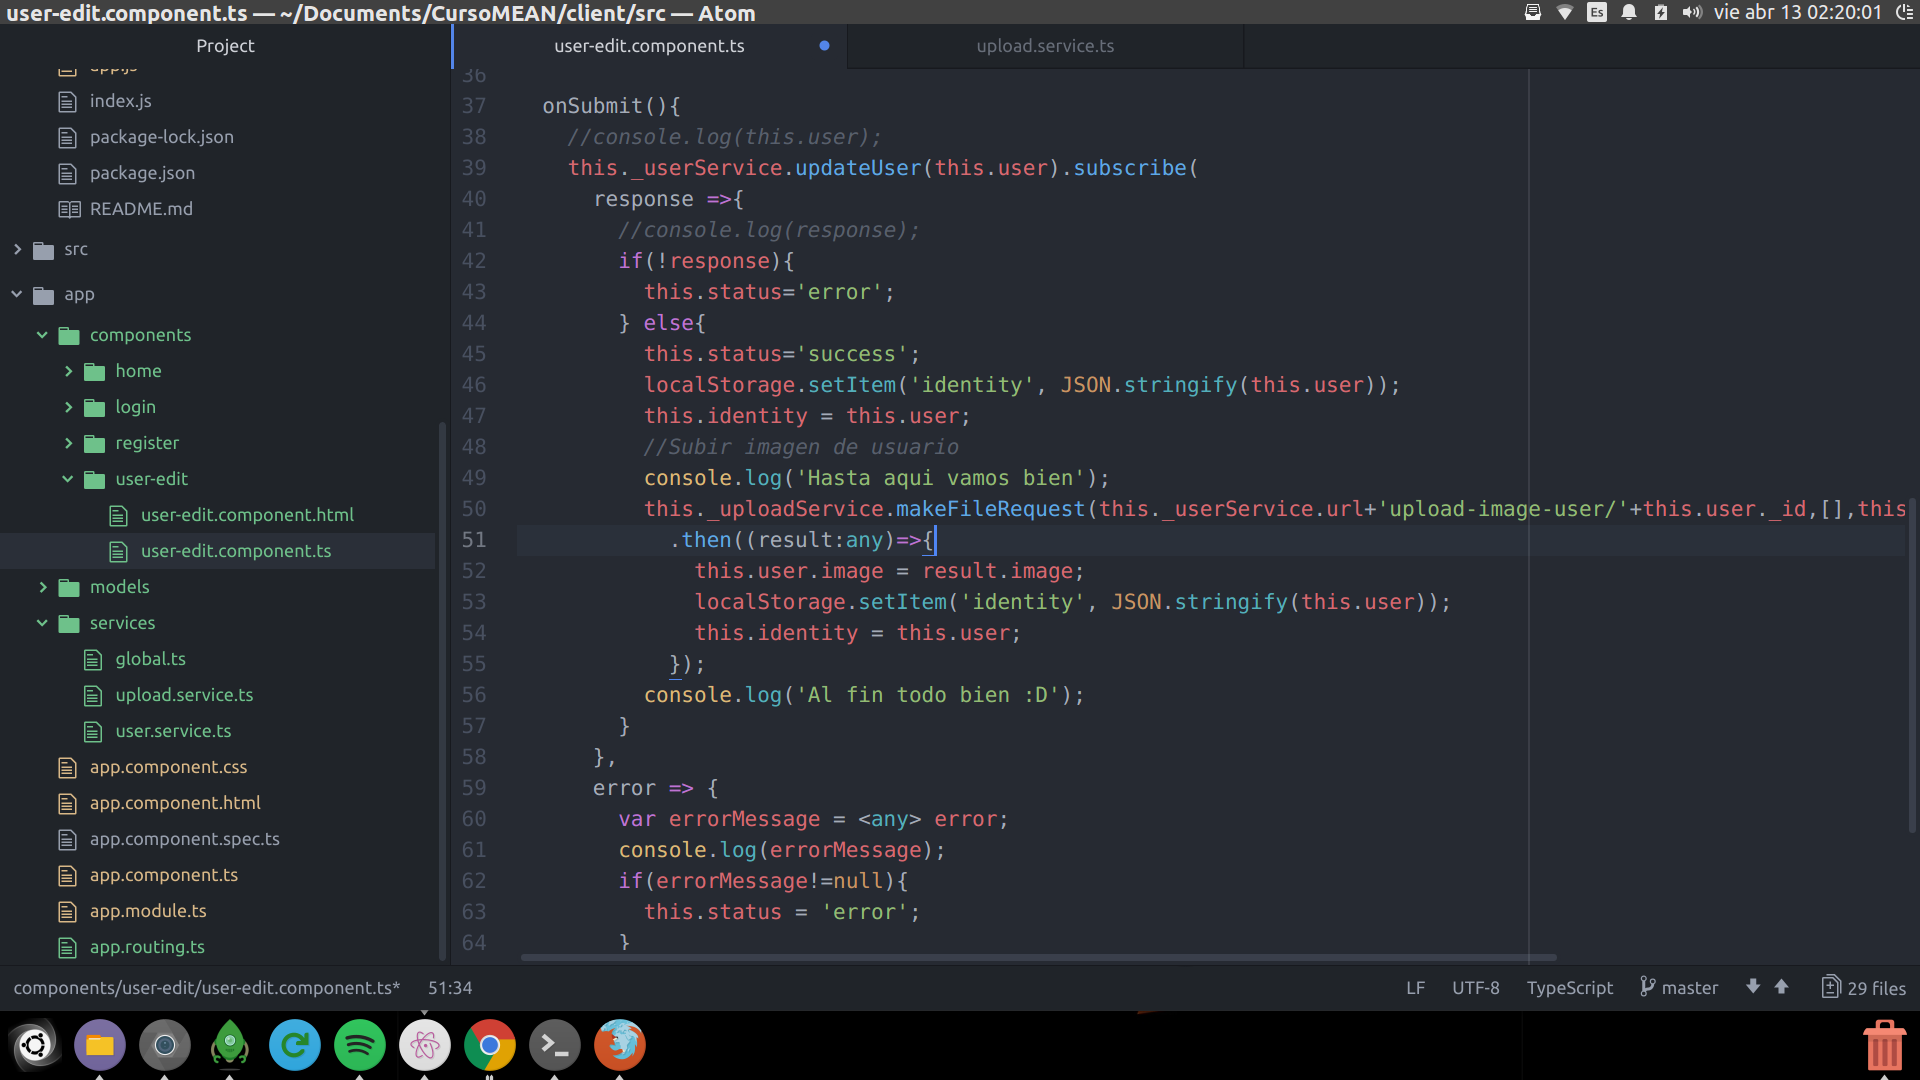 user-edit.component.ts — ~/Documents/CursoMEAN/client/src — Atom
Es
vie abr 13 02:20:01
Project
user-edit.component.ts
upload.service.ts
app.js
index.js
package-lock.json
package.json
README.md
src
app
components
home
login
register
user-edit
user-edit.component.html
user-edit.component.ts
models
services
global.ts
upload.service.ts
user.service.ts
app.component.css
app.component.html
app.component.spec.ts
app.component.ts
app.module.ts
app.routing.ts
36
37 onSubmit(){
38 //console.log(this.user);
39 this._userService.updateUser(this.user).subscribe(
40 response =>{
41 //console.log(response);
42 if(!response){
43 this.status='error';
44 } else{
45 this.status='success';
46 localStorage.setItem('identity', JSON.stringify(this.user));
47 this.identity = this.user;
48 //Subir imagen de usuario
49 console.log('Hasta aqui vamos bien');
50 this._uploadService.makeFileRequest(this._userService.url+'upload-image-user/'+this.user._id,[],this
51 .then((result:any)=>{
52 this.user.image = result.image;
53 localStorage.setItem('identity', JSON.stringify(this.user));
54 this.identity = this.user;
55 });
56 console.log('Al fin todo bien :D');
57 }
58 },
59 error => {
60 var errorMessage = <any> error;
61 console.log(errorMessage);
62 if(errorMessage!=null){
63 this.status = 'error';
64 }
components/user-edit/user-edit.component.ts* 51:34
LF UTF-8 TypeScript master 29 files